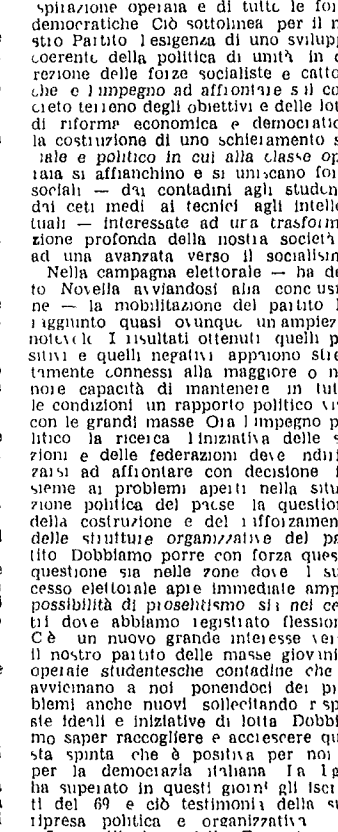 spirazione operaia e di tutte le for
democratiche Ciò sottolinea per il n
stro Partito l esigenza di uno svilup
coerente della politica di unità in d
rezione delle forze socialiste e catto
che e l impegno ad affrontare sil co
creto terreno degli obiettivi e delle lot
di riforme economica e democratic
la costruzione di uno schieramento s
iale e politico in cui alla classe op
raia si affianchino e si uniscano for
sociali — dai contadini agli studen
dai ceti medi ai tecnici agli intelle
tuali — interessate ad una trasform
zione profonda della nostra società
ad una avanzata verso il socialism
Nella campagna elettorale — ha de
to Novella avviandosi alla conclusi
ne — la mobilitazione del partito
raggiunto quasi ovunque un ampiez
notevole I risultati ottenuti quelli p
sitivi e quelli negativi appaiono stre
tamente connessi alla maggiore o n
nore capacità di mantenere in tut
le condizioni un rapporto politico vi
con le grandi masse Ora l impegno p
litico la ricerca l iniziativa delle s
zioni e delle federazioni deve indir
zarsi ad affrontare con decisione i
sieme ai problemi aperti nella situ
zione politica del paese la question
della costruzione e del rafforzamen
delle strutture organizzative del pa
tito Dobbiamo porre con forza ques
questione sia nelle zone dove l su
cesso elettorale apre immediate amp
possibilità di proselitismo sia nei ce
tri dove abbiamo registrato flession
C è un nuovo grande interesse ver
il nostro partito delle masse giovani
operaie studentesche contadine che
avvicinano a noi ponendoci dei pr
blemi anche nuovi sollecitando risp
ste ideali e iniziative di lotta Dobbi
mo saper raccogliere e accrescere qu
sta spinta che è positiva per noi
per la democrazia italiana La
ha superato in questi giorni gli iscri
ti del 69 e ciò testimonia della su
ripresa politica e organizzativa